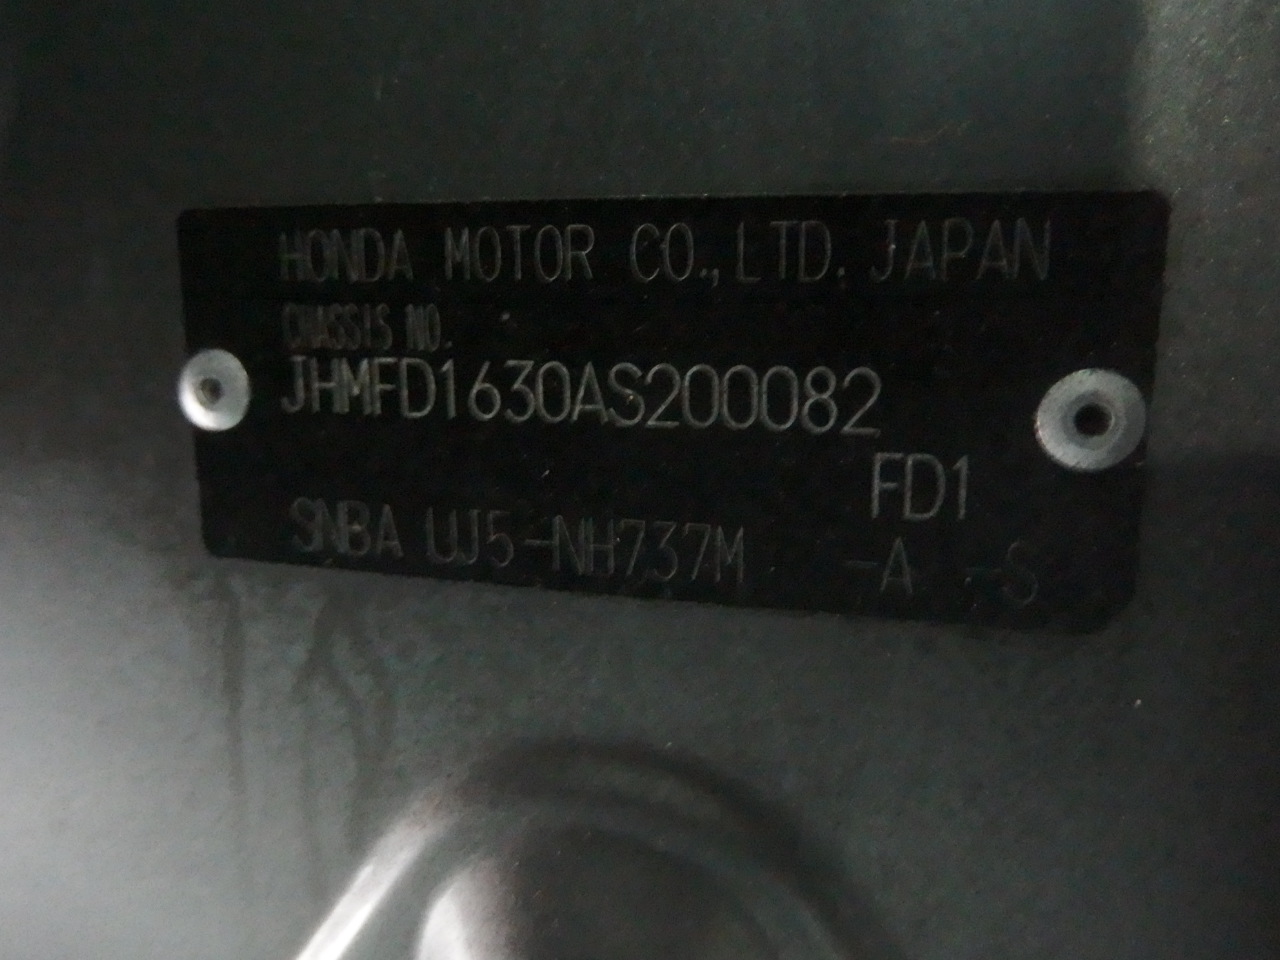 HONDA MOTOR CO., LTD. JAPAN
CHASSIS NO.
JHMFD1630AS200082
FD1
SNBA UJ5-NH737M -A -S